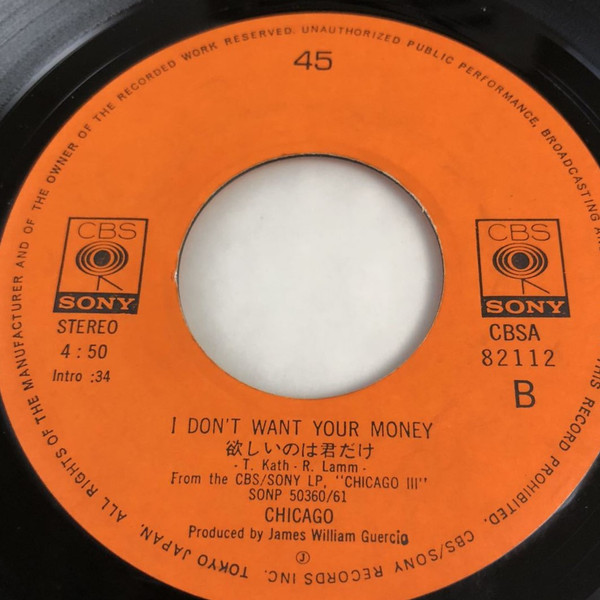 ALL RIGHTS OF THE MANUFACTURER AND OF THE OWNER OF THE RECORDED WORK RESERVED. UNAUTHORIZED PUBLIC PERFORMANCE, BROADCASTING AND
THIS RECORD PROHIBITED. CBS/SONY RECORDS INC. TOKYO JAPAN.
45
CBS
SONY
STEREO
4:50
Intro :34
CBS
SONY
CBSA
82112
B
I DON'T WANT YOUR MONEY
欲しいのは君だけ
- T. Kath - R. Lamm -
From the CBS/SONY LP, "CHICAGO III"
SONP 50360/61
CHICAGO
Produced by James William Guercio
Ⓙ